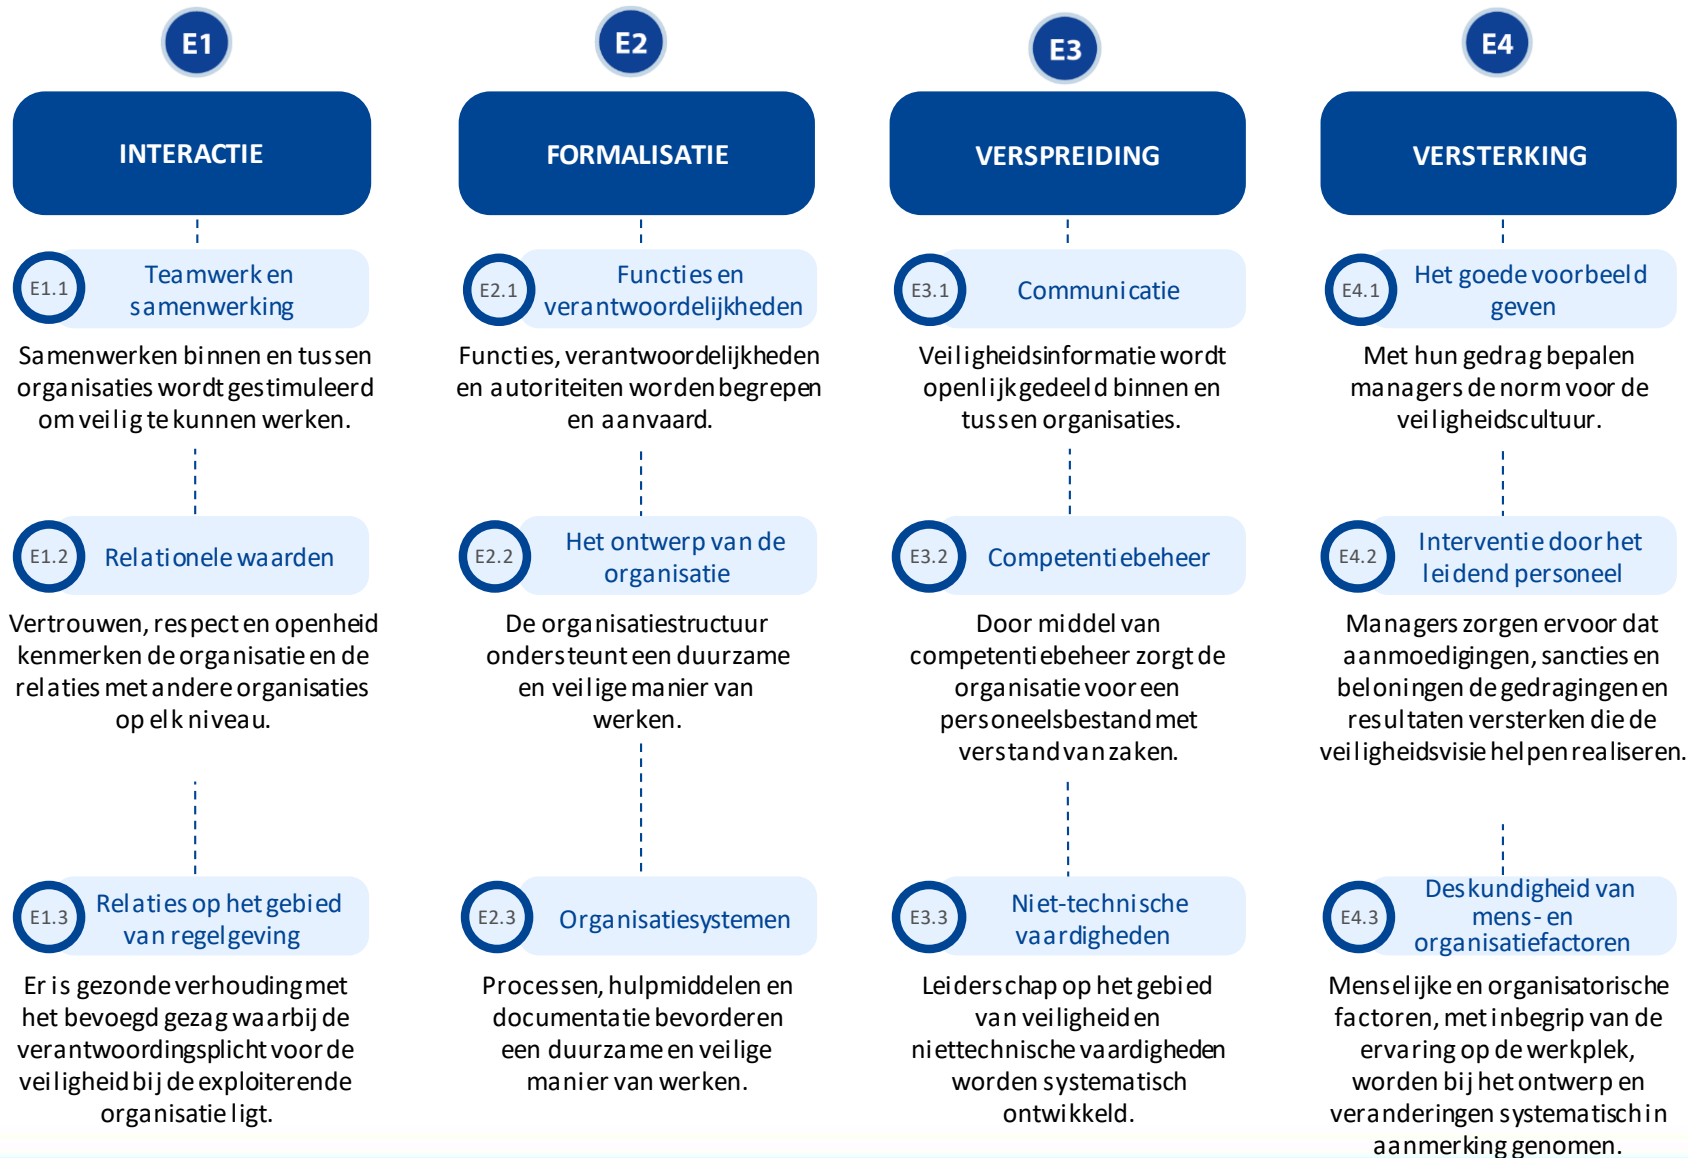 E1
INTERACTIE
E1.1
Teamwerk en
samenwerking
Samenwerken binnen en tussen
organisaties wordt gestimuleerd
om veilig te kunnen werken.
E1.2
Relationele waarden
Vertrouwen, respect en openheid
kenmerken de organisatie en de
relaties met andere organisaties
op elk niveau.
E1.3
Relaties op het gebied
van regelgeving
Er is gezonde verhouding met
het bevoegd gezag waarbij de
verantwoordingsplicht voor de
veiligheid bij de exploiterende
organisatie ligt.
E2
FORMALISATIE
E2.1
Functies en
verantwoordelijkheden
Functies, verantwoordelijkheden
en autoriteiten worden begrepen
en aanvaard.
E2.2
Het ontwerp van de
organisatie
De organisatiestructuur
ondersteunt een duurzame
en veilige manier van
werken.
E2.3
Organisatiesystemen
Processen, hulpmiddelen en
documentatie bevorderen
een duurzame en veilige
manier van werken.
E3
VERSPREIDING
E3.1
Communicatie
Veiligheidsinformatie wordt
openlijk gedeeld binnen en
tussen organisaties.
E3.2
Competentiebeheer
Door middel van
competentiebeheer zorgt de
organisatie voor een
personeelsbestand met
verstand van zaken.
E3.3
Niet-technische
vaardigheden
Leiderschap op het gebied
van veiligheid en
niettechnische vaardigheden
worden systematisch
ontwikkeld.
E4
VERSTERKING
E4.1
Het goede voorbeeld
geven
Met hun gedrag bepalen
managers de norm voor de
veiligheidscultuur.
E4.2
Interventie door het
leidend personeel
Managers zorgen ervoor dat
aanmoedigingen, sancties en
beloningen de gedragingen en
resultaten versterken die de
veiligheidsvisie helpen realiseren.
E4.3
Deskundigheid van
mens- en
organisatiefactoren
Menselijke en organisatorische
factoren, met inbegrip van de
ervaring op de werkplek,
worden bij het ontwerp en
veranderingen systematisch in
aanmerking genomen.